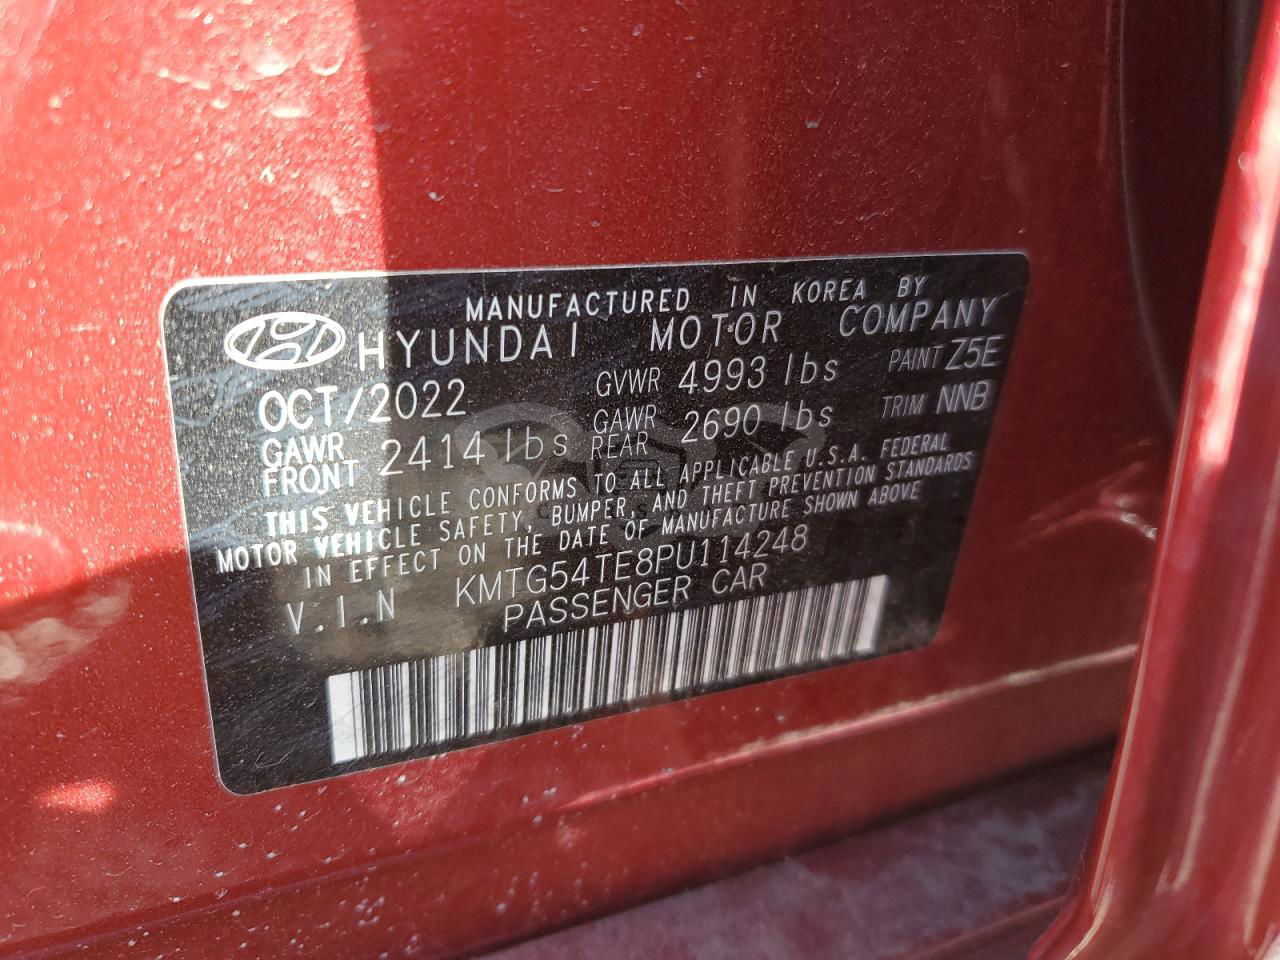 MANUFACTURED IN KOREA BY
HYUNDAI MOTOR COMPANY
OCT/2022 GVWR 4993 lbs PAINT Z5E
GAWR FRONT 2414 lbs GAWR REAR 2690 lbs TRIM NNB
THIS VEHICLE CONFORMS TO ALL APPLICABLE U.S.A. FEDERAL
MOTOR VEHICLE SAFETY, BUMPER, AND THEFT PREVENTION STANDARDS
IN EFFECT ON THE DATE OF MANUFACTURE SHOWN ABOVE
V.I.N KMTG54TE8PU114248
PASSENGER CAR